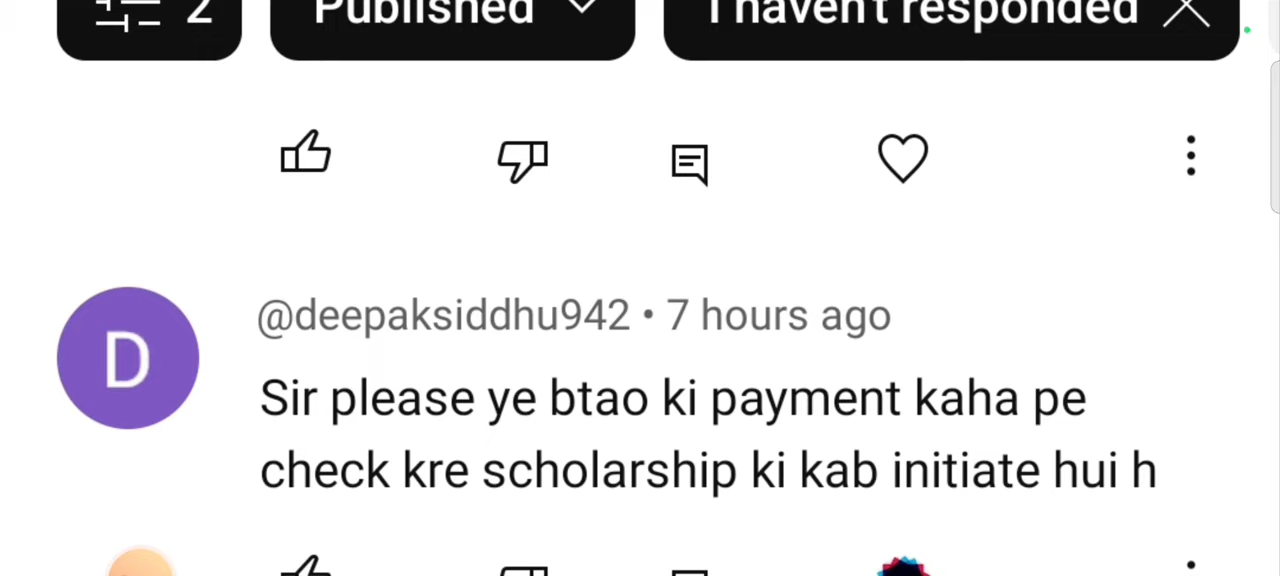 2 Published I haven't responded
D
@deepaksiddhu942 • 7 hours ago
Sir please ye btao ki payment kaha pe
check kre scholarship ki kab initiate hui h